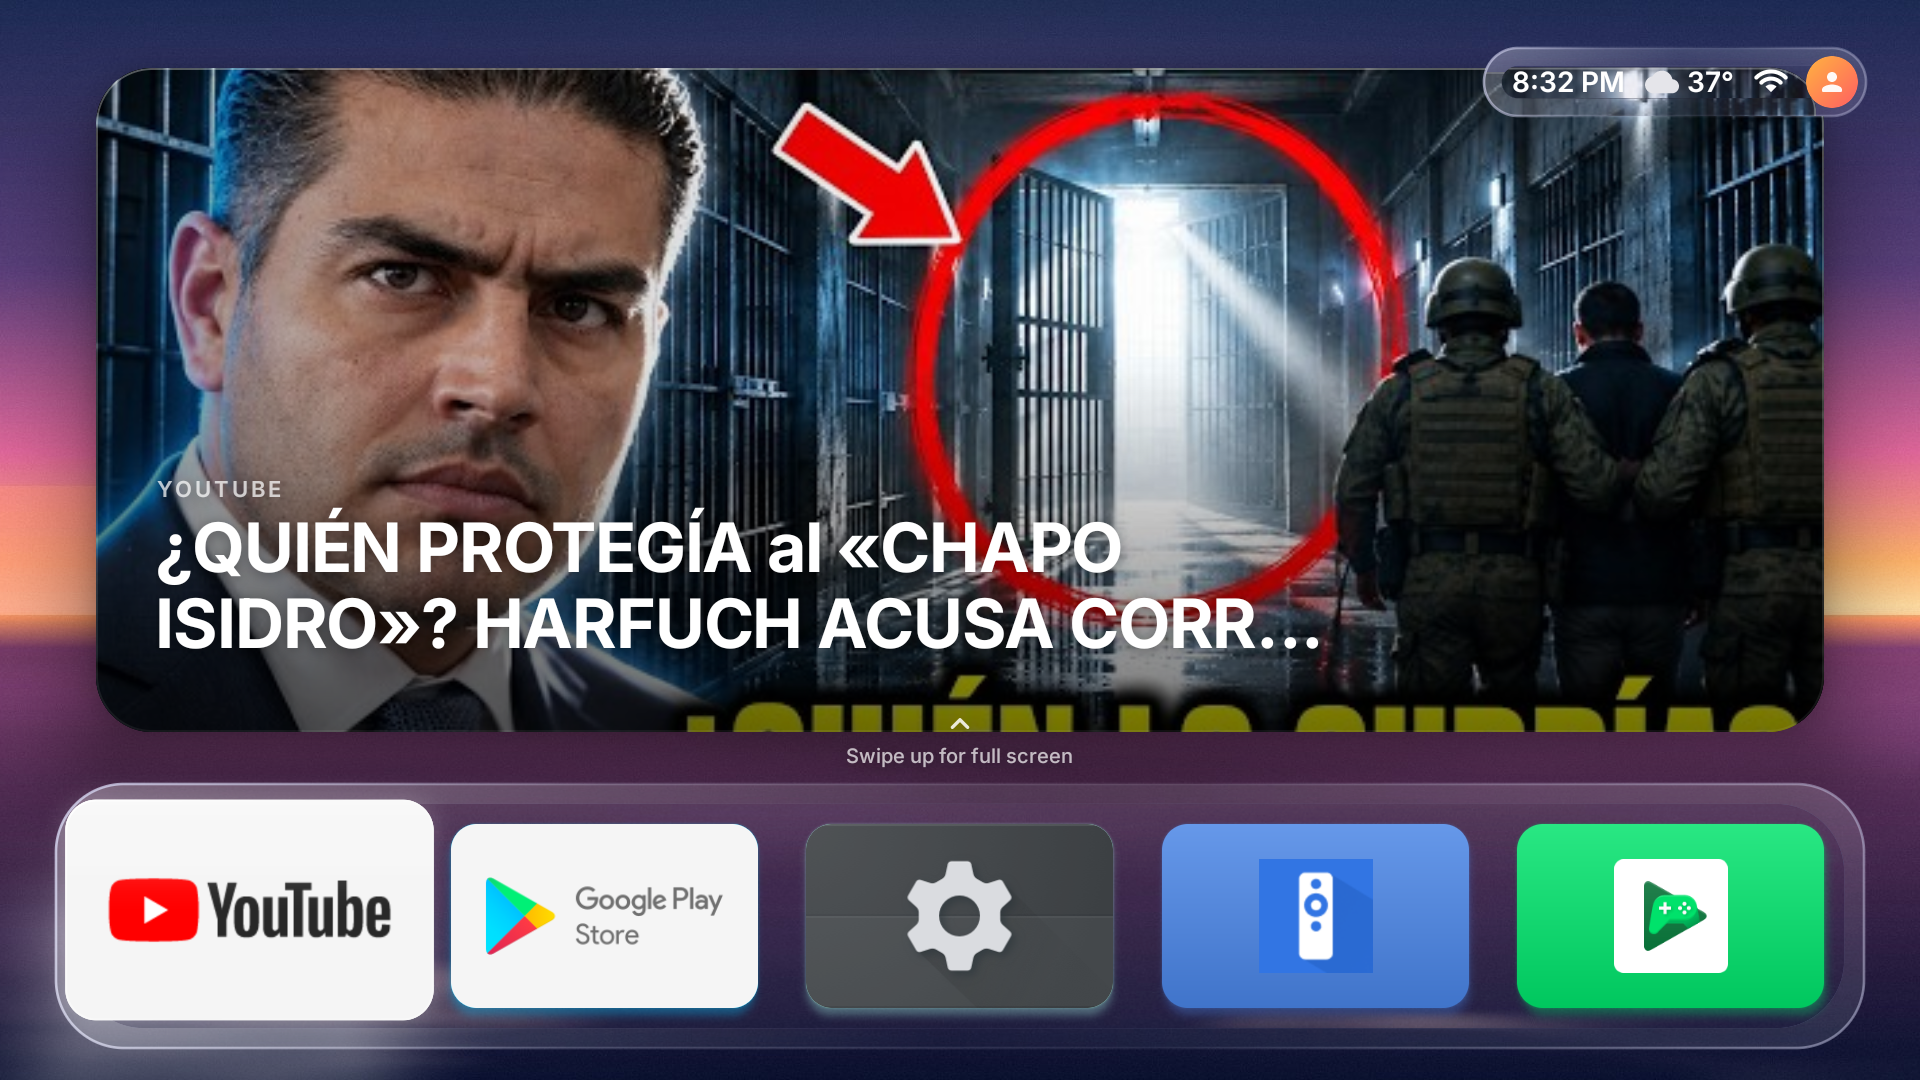 8:32 PM 37°
YOUTUBE
¿QUIÉN PROTEGÍA al «CHAPO
ISIDRO»? HARFUCH ACUSA CORR...
Swipe up for full screen
YouTube
Google Play
Store